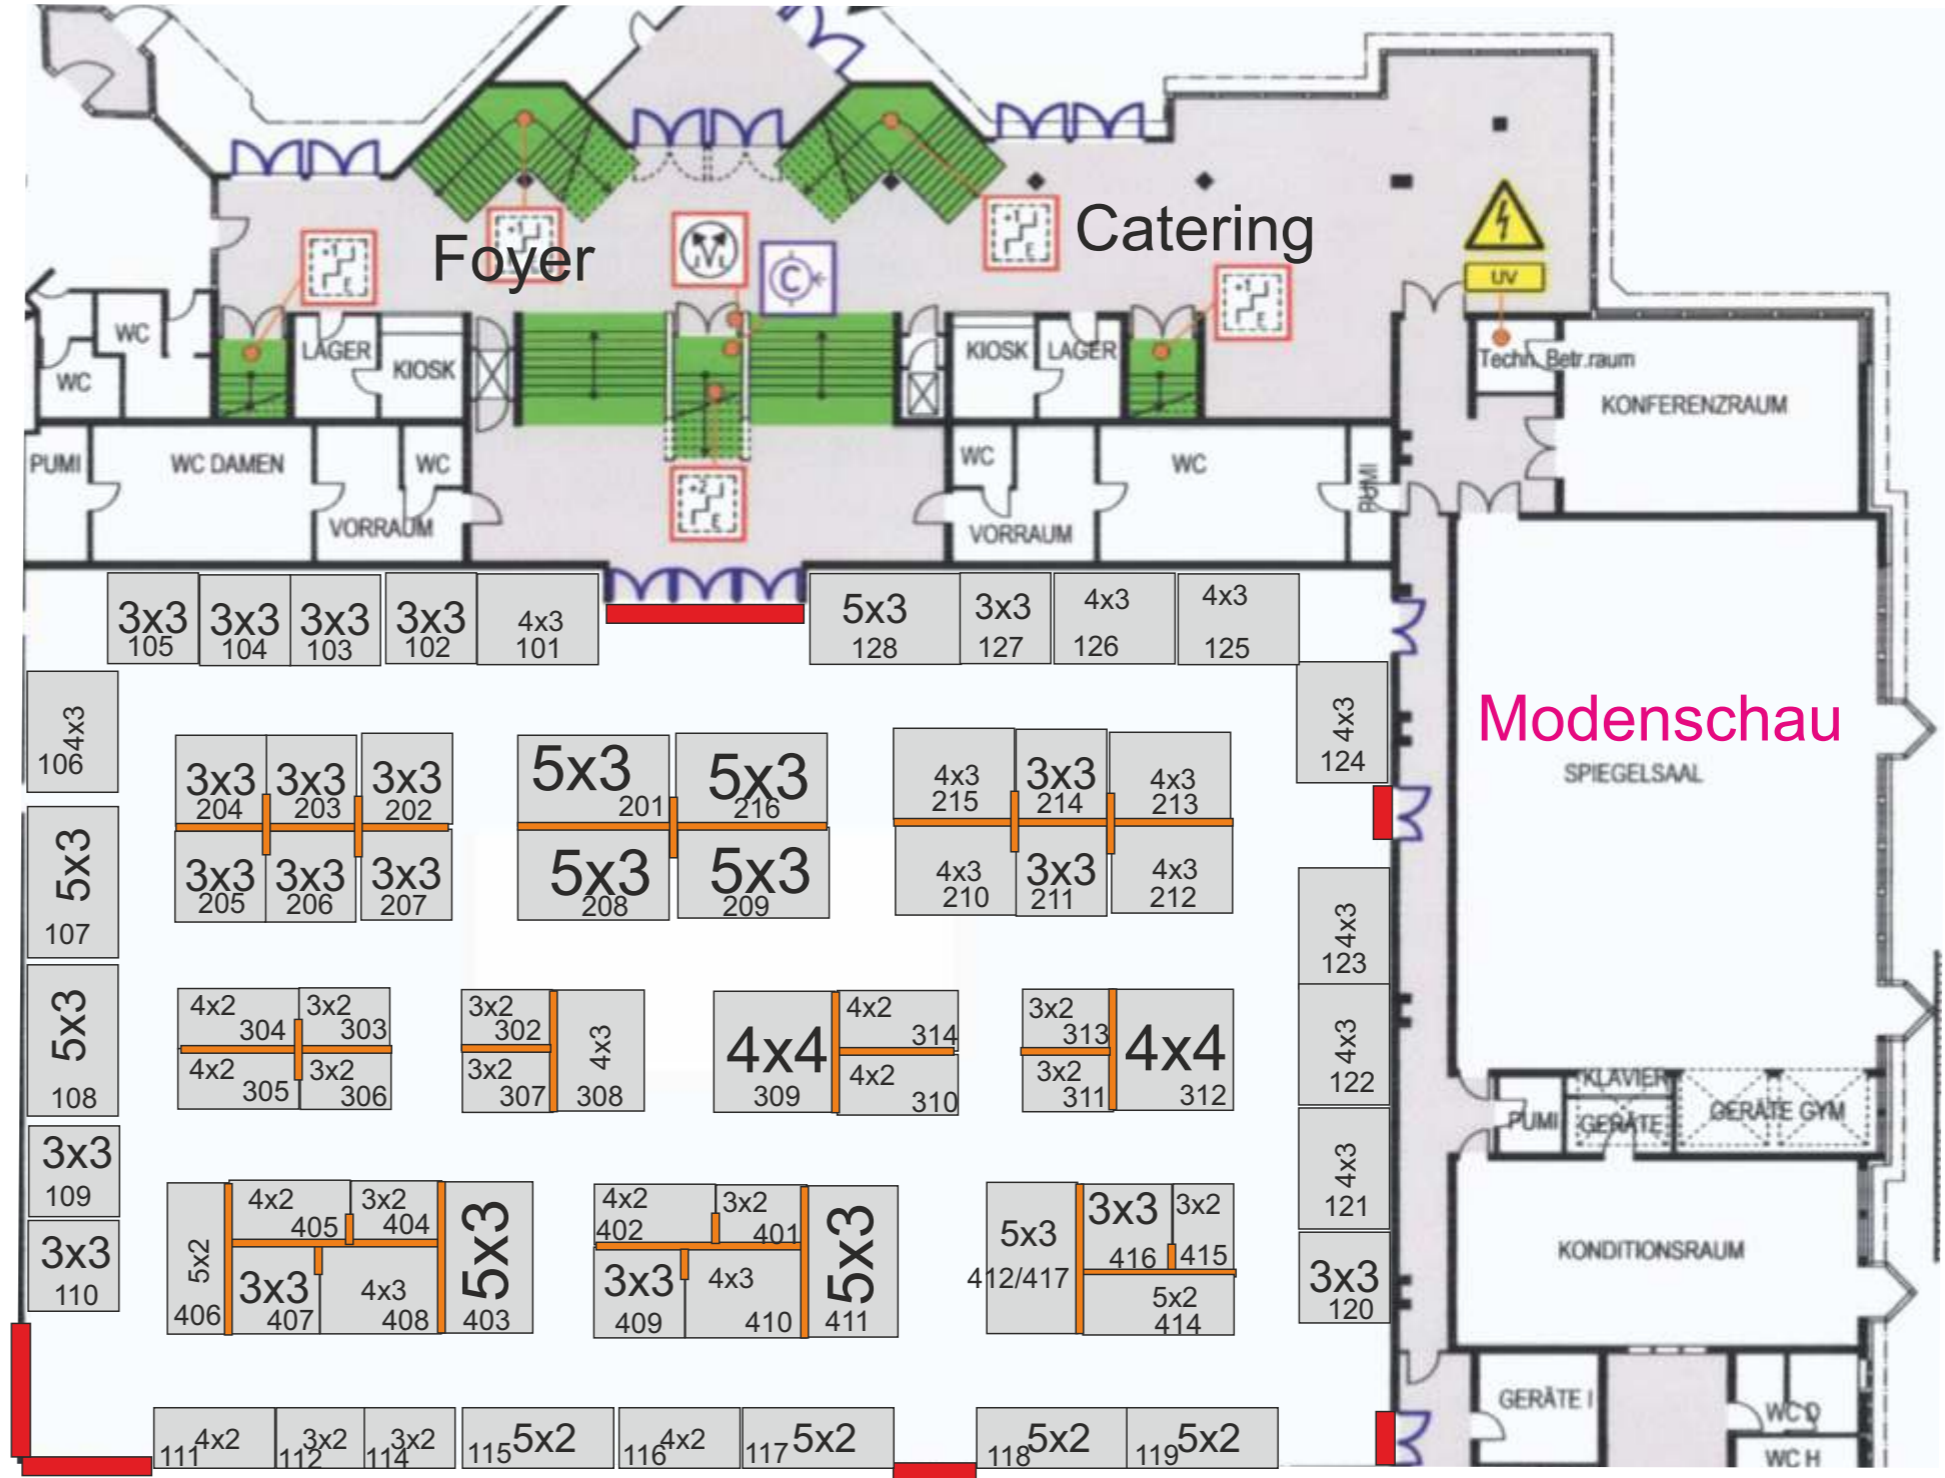 Foyer
Catering
+1
E
+1
E
+1
E
C
UV
WC
WC
LAGER
KIOSK
KIOSK
LAGER
Techn. Betr.raum
KONFERENZRAUM
PUMI
WC DAMEN
WC
VORRAUM
+2
E
WC
VORRAUM
WC
PUMI
3x3
105
3x3
104
3x3
103
3x3
102
4x3
101
5x3
128
3x3
127
4x3
126
4x3
125
4x3
106
4x3
124
Modenschau
SPIEGELSAAL
3x3
204
3x3
203
3x3
202
5x3
201
5x3
216
4x3
215
3x3
214
4x3
213
3x3
205
3x3
206
3x3
207
5x3
208
5x3
209
4x3
210
3x3
211
4x3
212
5x3
107
4x3
123
5x3
108
4x2
304
3x2
303
4x2
305
3x2
306
3x2
302
3x2
307
4x3
308
4x4
309
4x2
314
4x2
310
3x2
313
3x2
311
4x4
312
4x3
122
KLAVIER
PUMI
GERÄTE
GERÄTE GYM
3x3
109
3x3
110
4x3
121
3x3
120
5x2
406
4x2
405
3x2
404
3x3
407
4x3
408
5x3
403
4x2
402
3x2
401
3x3
409
4x3
410
5x3
411
5x3
412/417
3x3
416
3x2
415
5x2
414
KONDITIONSRAUM
GERÄTE I
WC D
WC H
4x2
111
3x2
112
3x2
114
5x2
115
4x2
116
5x2
117
5x2
118
5x2
119